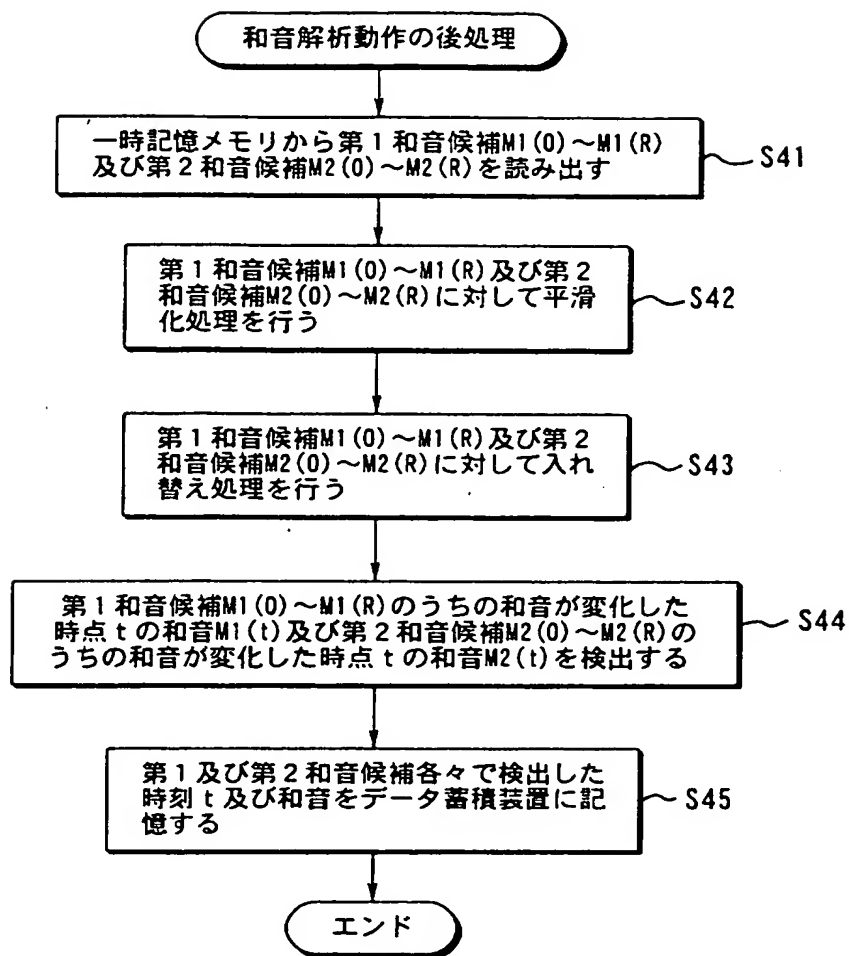 和音解析動作の後処理
一時記憶メモリから第1和音候補M1(0)～M1(R)
及び第2和音候補M2(0)～M2(R)を読み出す
S41
第1和音候補M1(0)～M1(R)及び第2
和音候補M2(0)～M2(R)に対して平滑
化処理を行う
S42
第1和音候補M1(0)～M1(R)及び第2
和音候補M2(0)～M2(R)に対して入れ
替え処理を行う
S43
第1和音候補M1(0)～M1(R)のうちの和音が変化した
時点tの和音M1(t)及び第2和音候補M2(0)～M2(R)の
うちの和音が変化した時点tの和音M2(t)を検出する
S44
第1及び第2和音候補各々で検出した
時刻t及び和音をデータ蓄積装置に記
憶する
S45
エンド